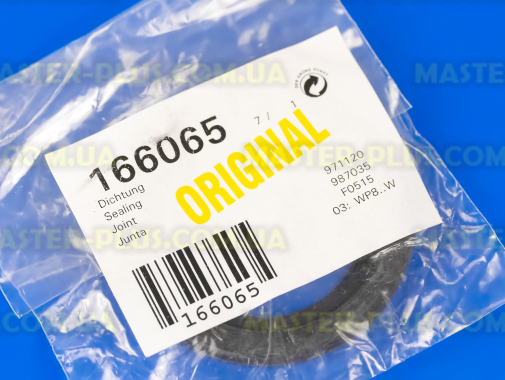 166065
7/ 1
Dichtung
Sealing
Joint
Junta
ORIGINAL
971120
987035
F0515
03: WP8..W
166065
MASTER-PLUS.COM.UA